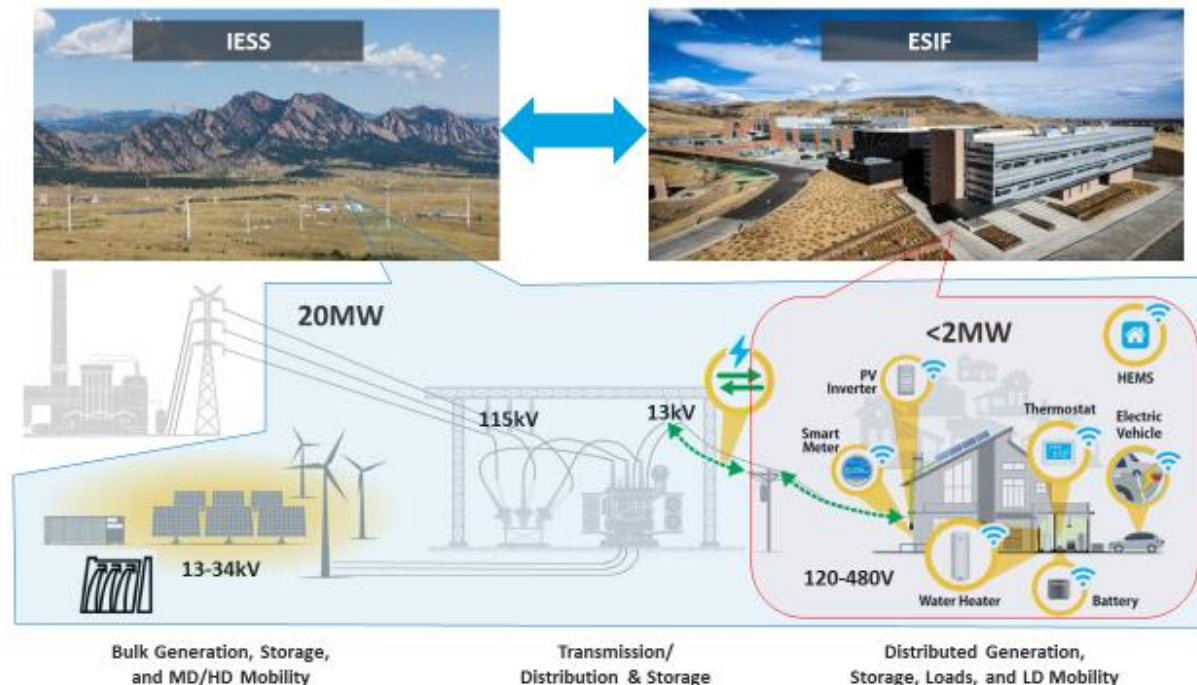 IESS
ESIF
20MW
<2MW
HEMS
PV
Inverter
Thermostat
Electric
Vehicle
115kV
13kV
Smart
Meter
13-34kV
120-480V
Water Heater
Battery
Bulk Generation, Storage,
and MD/HD Mobility
Transmission/
Distribution & Storage
Distributed Generation,
Storage, Loads, and LD Mobility